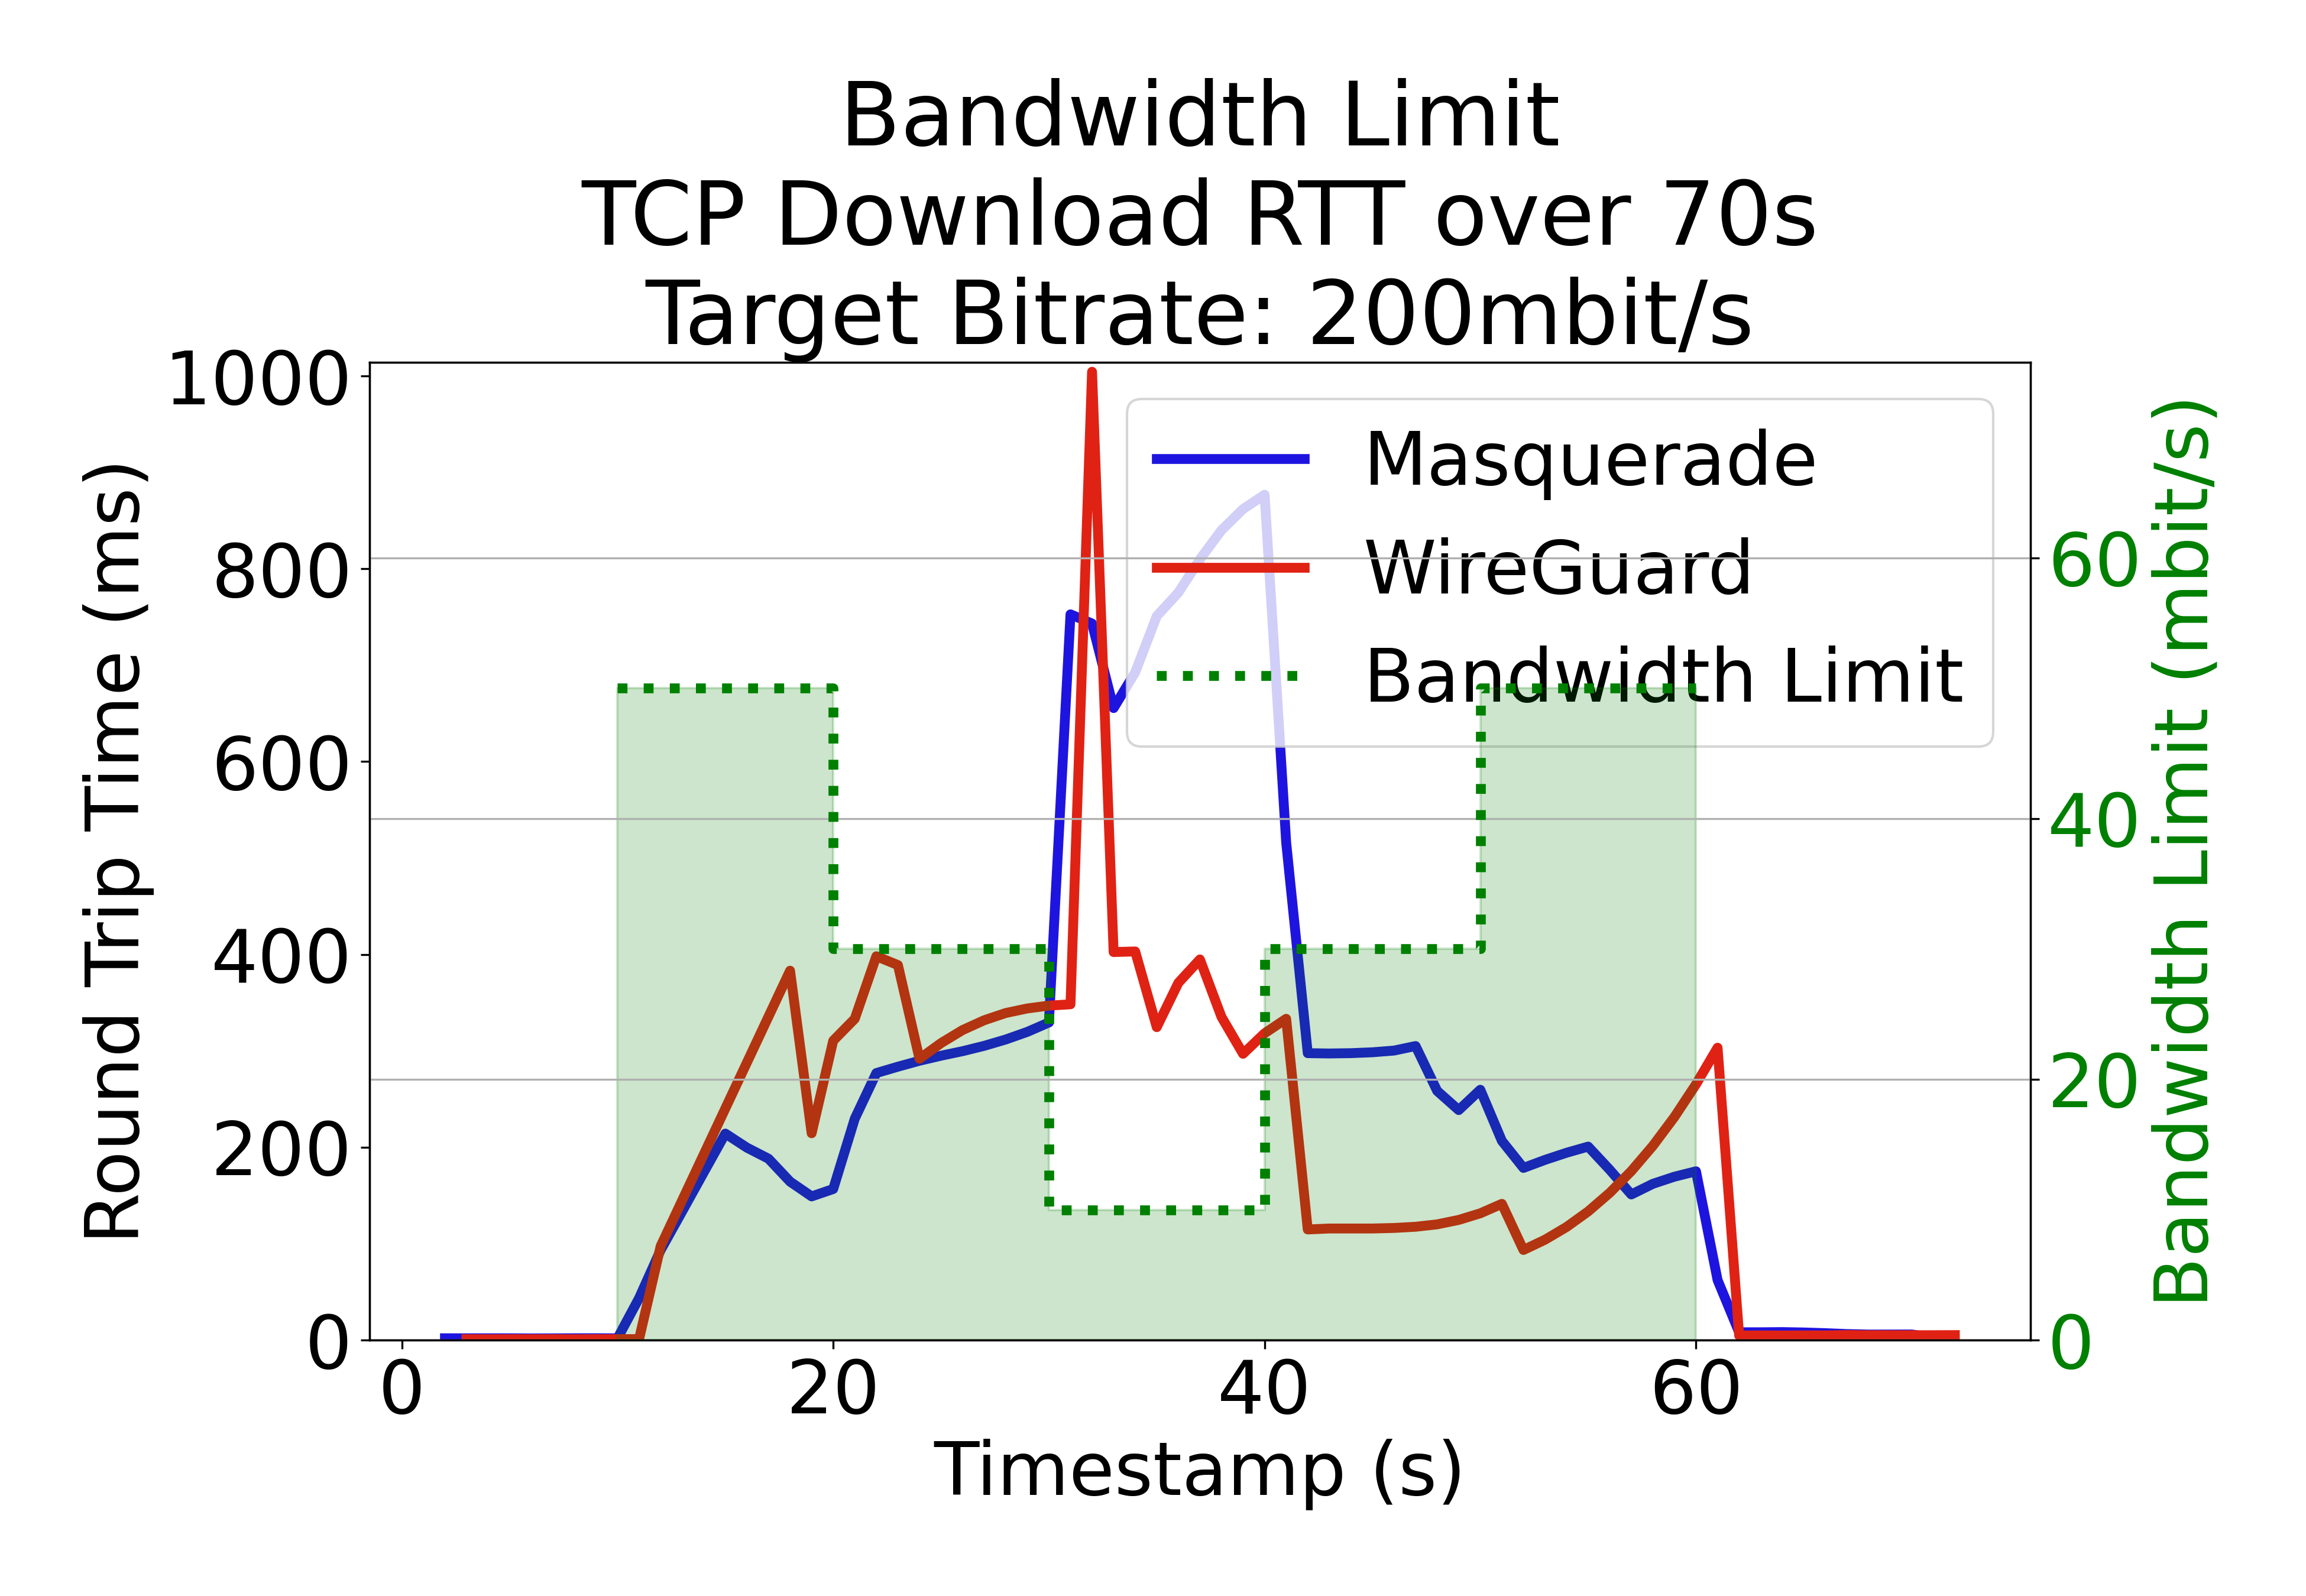 Bandwidth Limit
TCP Download RTT over 70s
Target Bitrate: 200mbit/s
Round Trip Time (ms)
1000
800
600
400
200
0
Masquerade
WireGuard
Bandwidth Limit
60
40
20
0
Bandwidth Limit (mbit/s)
0 20 40 60
Timestamp (s)